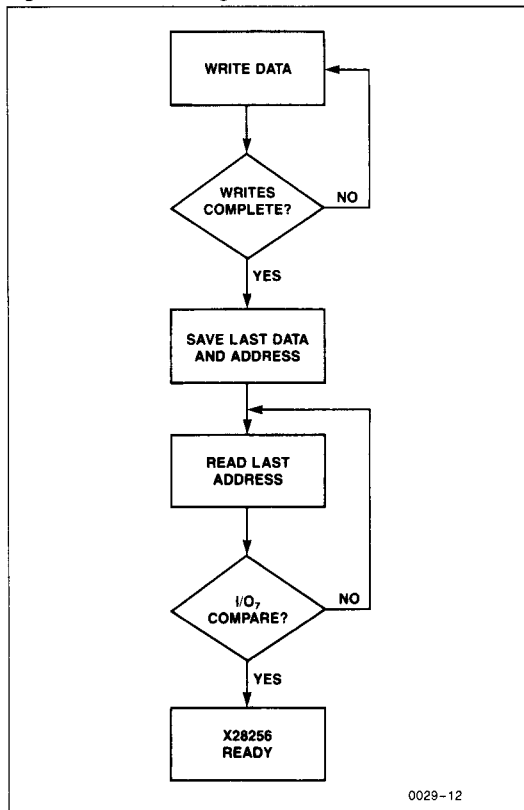 WRITE DATA
WRITES
COMPLETE?
NO
YES
SAVE LAST DATA
AND ADDRESS
READ LAST
ADDRESS
I/O₇
COMPARE?
NO
YES
X28256
READY
0029-12